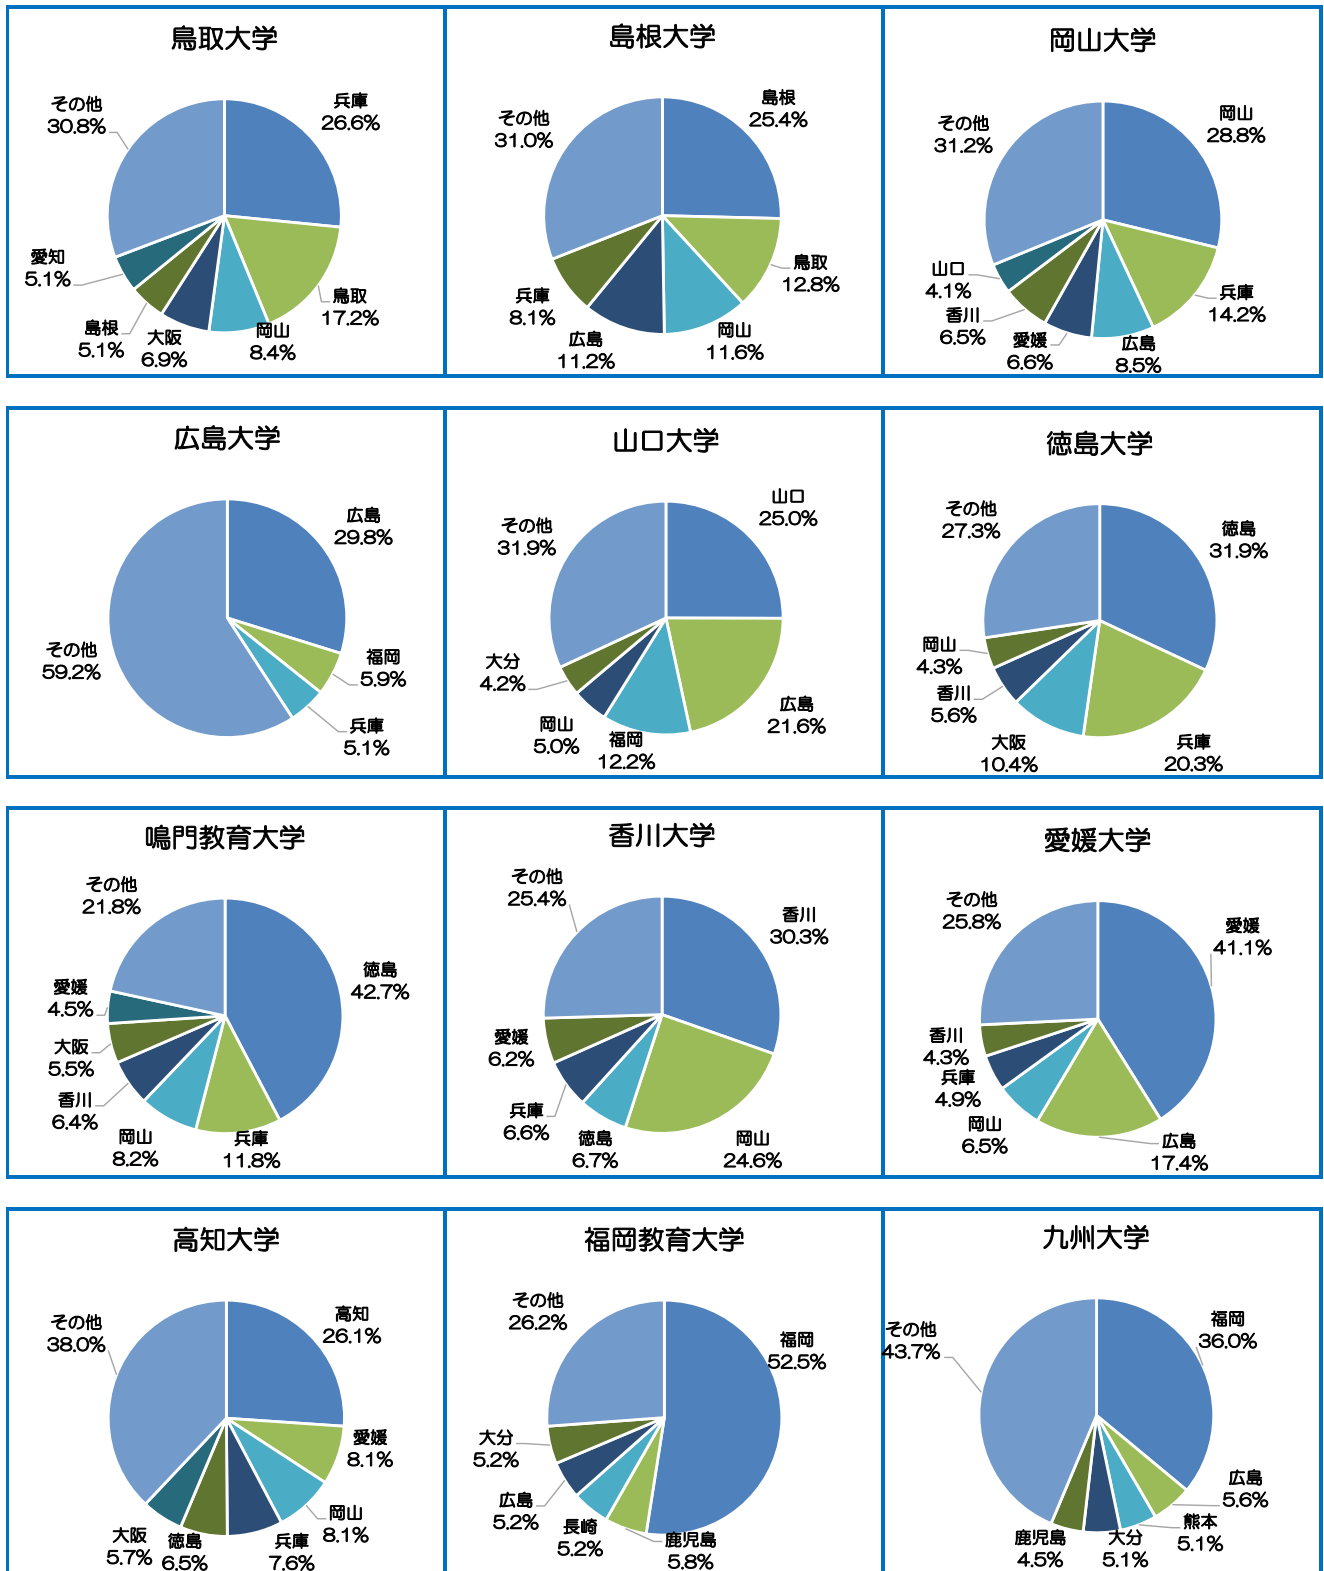 鳥取大学
兵庫
26.6%
鳥取
17.2%
岡山
8.4%
大阪
6.9%
島根
5.1%
愛知
5.1%
その他
30.8%
島根大学
島根
25.4%
鳥取
12.8%
岡山
11.6%
広島
11.2%
兵庫
8.1%
その他
31.0%
岡山大学
岡山
28.8%
兵庫
14.2%
広島
8.5%
愛媛
6.6%
香川
6.5%
山口
4.1%
その他
31.2%
広島大学
広島
29.8%
福岡
5.9%
兵庫
5.1%
その他
59.2%
山口大学
山口
25.0%
広島
21.6%
福岡
12.2%
岡山
5.0%
大分
4.2%
その他
31.9%
徳島大学
徳島
31.9%
兵庫
20.3%
大阪
10.4%
香川
5.6%
岡山
4.3%
その他
27.3%
鳴門教育大学
徳島
42.7%
兵庫
11.8%
岡山
8.2%
香川
6.4%
大阪
5.5%
愛媛
4.5%
その他
21.8%
香川大学
香川
30.3%
岡山
24.6%
徳島
6.7%
兵庫
6.6%
愛媛
6.2%
その他
25.4%
愛媛大学
愛媛
41.1%
広島
17.4%
岡山
6.5%
兵庫
4.9%
香川
4.3%
その他
25.8%
高知大学
高知
26.1%
愛媛
8.1%
岡山
8.1%
兵庫
7.6%
徳島
6.5%
大阪
5.7%
その他
38.0%
福岡教育大学
福岡
52.5%
鹿児島
5.8%
長崎
5.2%
広島
5.2%
大分
5.2%
その他
26.2%
九州大学
福岡
36.0%
広島
5.6%
熊本
5.1%
大分
5.1%
鹿児島
4.5%
その他
43.7%